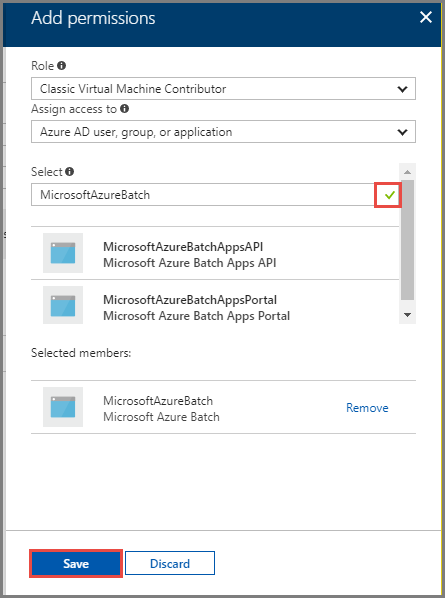 Add permissions
Role
Classic Virtual Machine Contributor
Assign access to
Azure AD user, group, or application
Select
MicrosoftAzureBatch
MicrosoftAzureBatchAppsAPI
Microsoft Azure Batch Apps API
MicrosoftAzureBatchAppsPortal
Microsoft Azure Batch Apps Portal
Selected members:
MicrosoftAzureBatch
Microsoft Azure Batch
Remove
Save
Discard